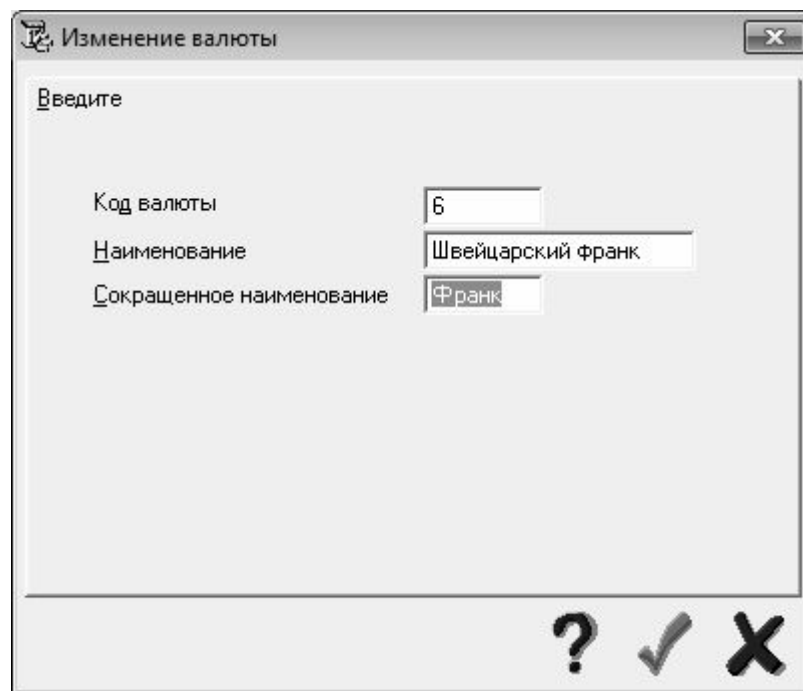 Изменение валюты
Введите
Код валюты 6
Наименование Швейцарский франк
Сокращенное наименование Франк